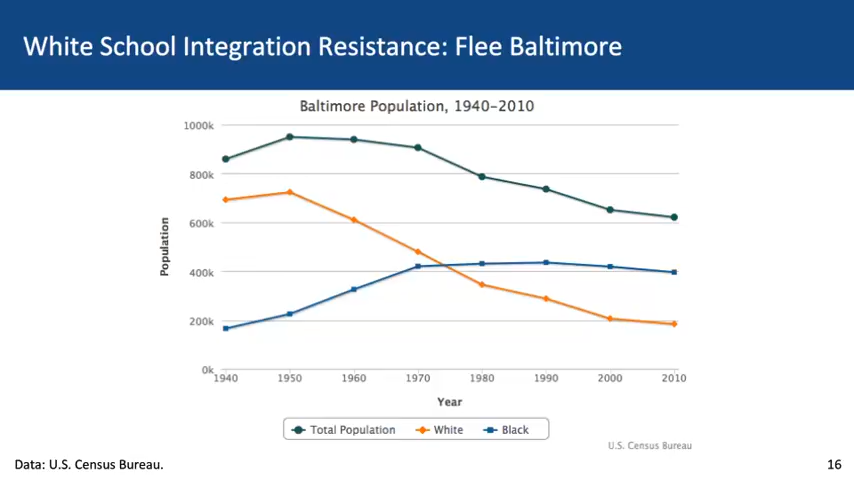 White School Integration Resistance: Flee Baltimore
Baltimore Population, 1940–2010
1000k
800k
600k
400k
200k
0k
Population
1940 1950 1960 1970 1980 1990 2000 2010
Year
Total Population White Black
U.S. Census Bureau
Data: U.S. Census Bureau.
16